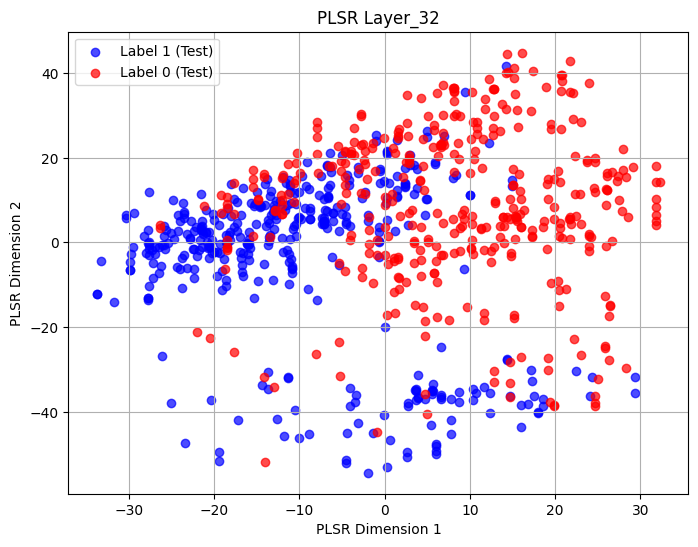 PLSR Layer_32
Label 1 (Test)
Label 0 (Test)
40
20
0
−20
−40
PLSR Dimension 2
−30
−20
−10
0
10
20
30
PLSR Dimension 1